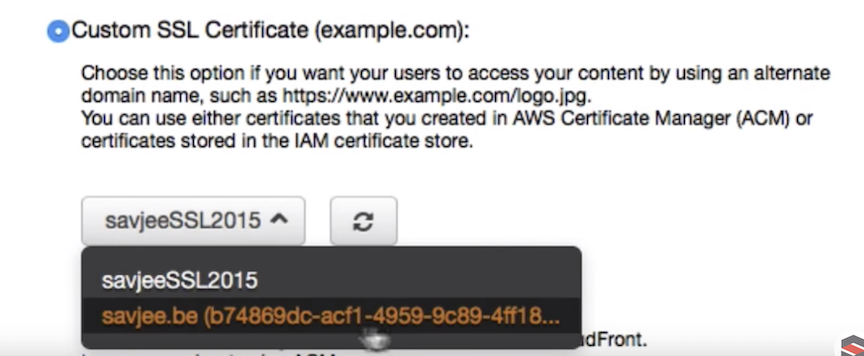 Custom SSL Certificate (example.com):
Choose this option if you want your users to access your content by using an alternate
domain name, such as https://www.example.com/logo.jpg.
You can use either certificates that you created in AWS Certificate Manager (ACM) or
certificates stored in the IAM certificate store.
savjeeSSL2015
savjeeSSL2015
savjee.be (b74869dc-acf1-4959-9c89-4ff18...
dFront.